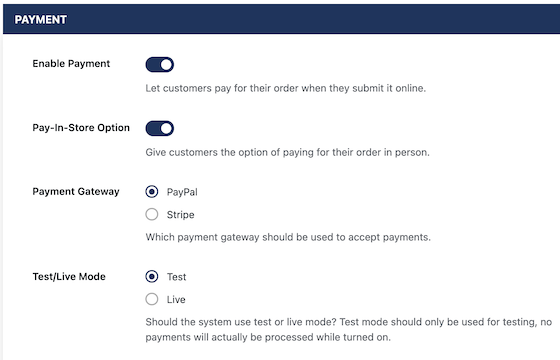 PAYMENT
Enable Payment
Let customers pay for their order when they submit it online.
Pay-In-Store Option
Give customers the option of paying for their order in person.
Payment Gateway
PayPal
Stripe
Which payment gateway should be used to accept payments.
Test/Live Mode
Test
Live
Should the system use test or live mode? Test mode should only be used for testing, no
payments will actually be processed while turned on.